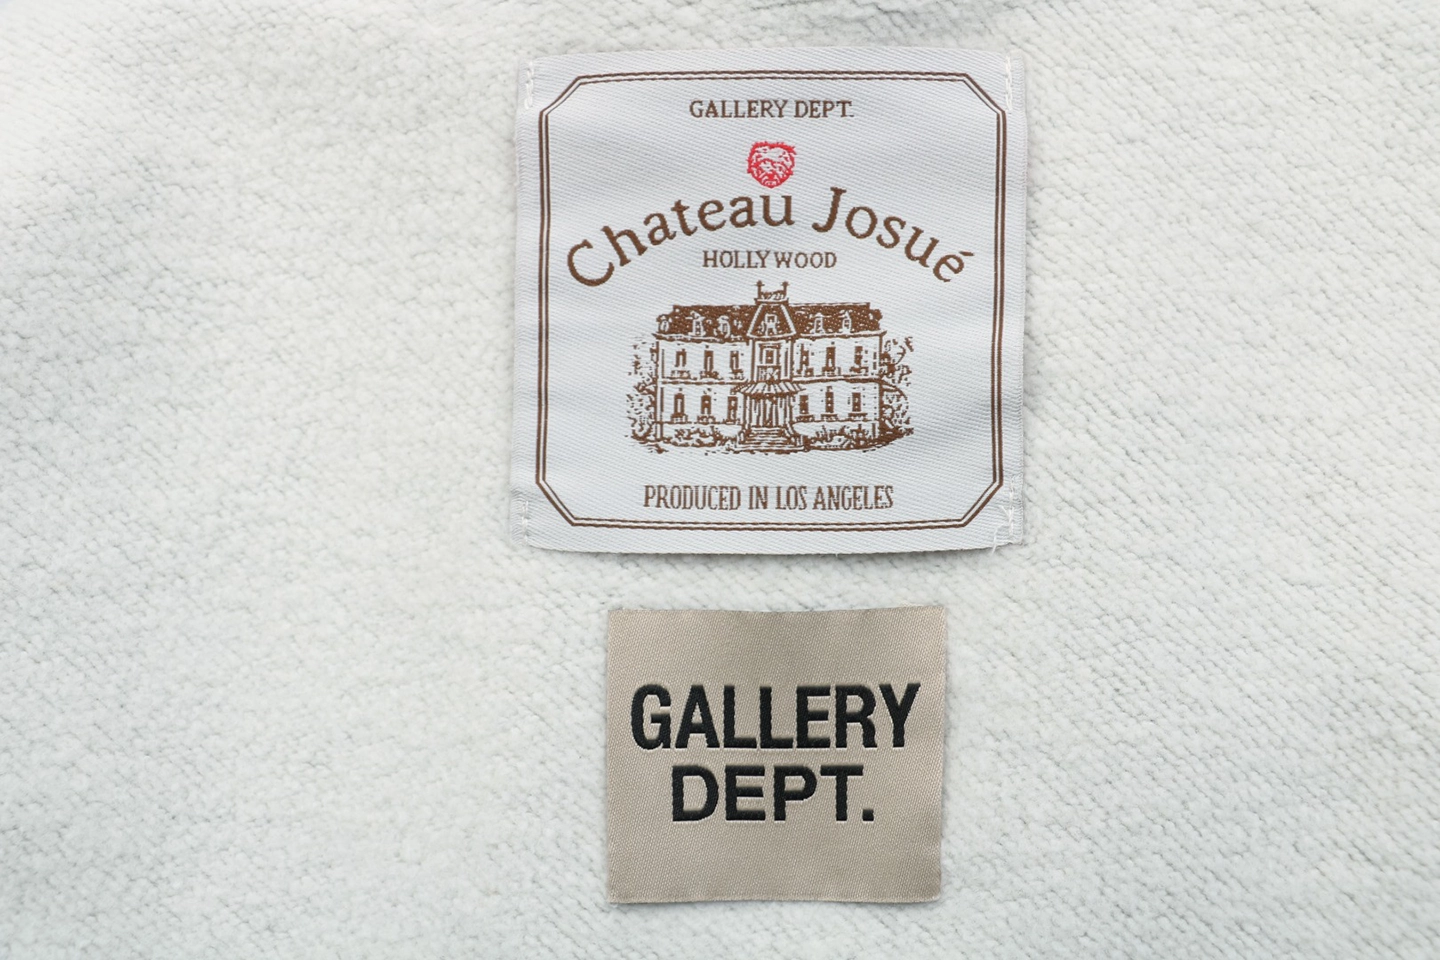 GALLERY DEPT.
Chateau Josué
HOLLYWOOD
PRODUCED IN LOS ANGELES
GALLERY
DEPT.